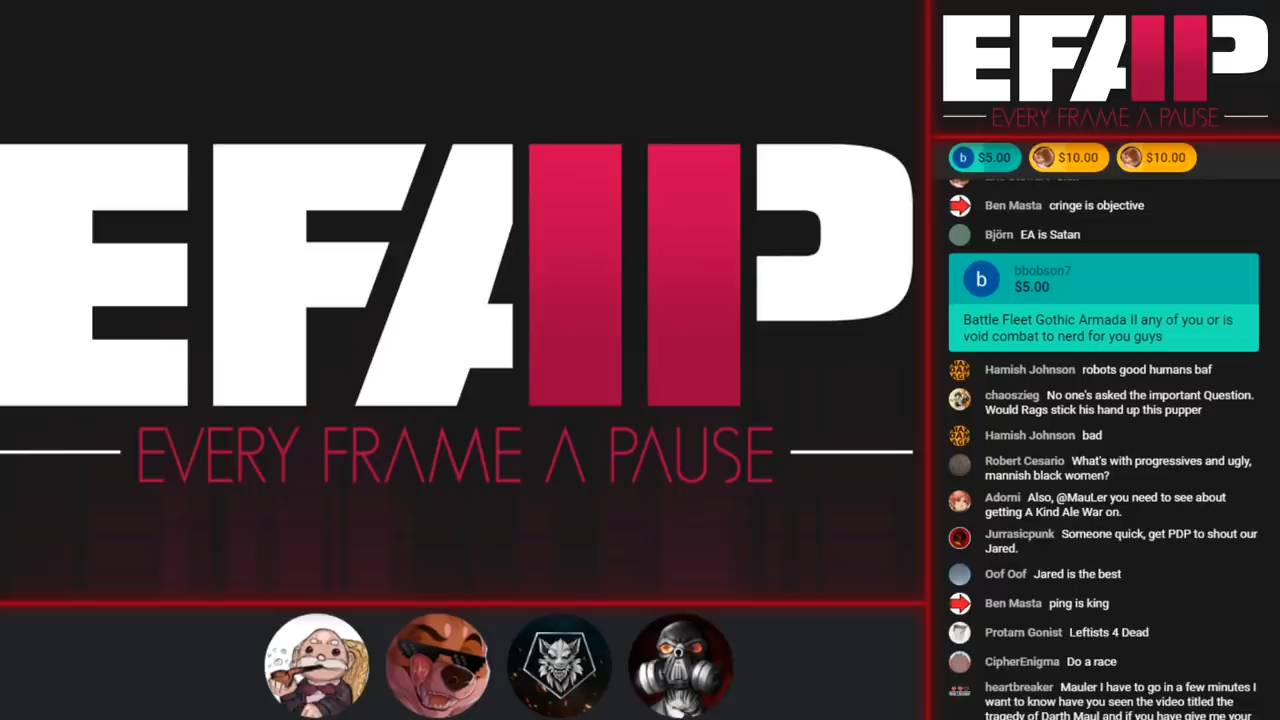 EFAP
EVERY FRAME A PAUSE
EFAP
EVERY FRAME A PAUSE
b $5.00 $10.00 $10.00
Ben Masta cringe is objective
Björn EA is Satan
b
bbobson7
$5.00
Battle Fleet Gothic Armada II any of you or is
void combat to nerd for you guys
Hamish Johnson robots good humans baf
chaoszieg No one's asked the important Question.
Would Rags stick his hand up this pupper
Hamish Johnson bad
Robert Cesario What's with progressives and ugly,
mannish black women?
Adorni Also, @MauLer you need to see about
getting A Kind Ale War on.
Jurrasicpunk Someone quick, get PDP to shout our
Jared.
Oof Oof Jared is the best
Ben Masta ping is king
Protam Gonist Leftists 4 Dead
CipherEnigma Do a race
heartbreaker Mauler I have to go in a few minutes I
want to know have you seen the video titled the
tragedy of Darth Maul and if you have give me your